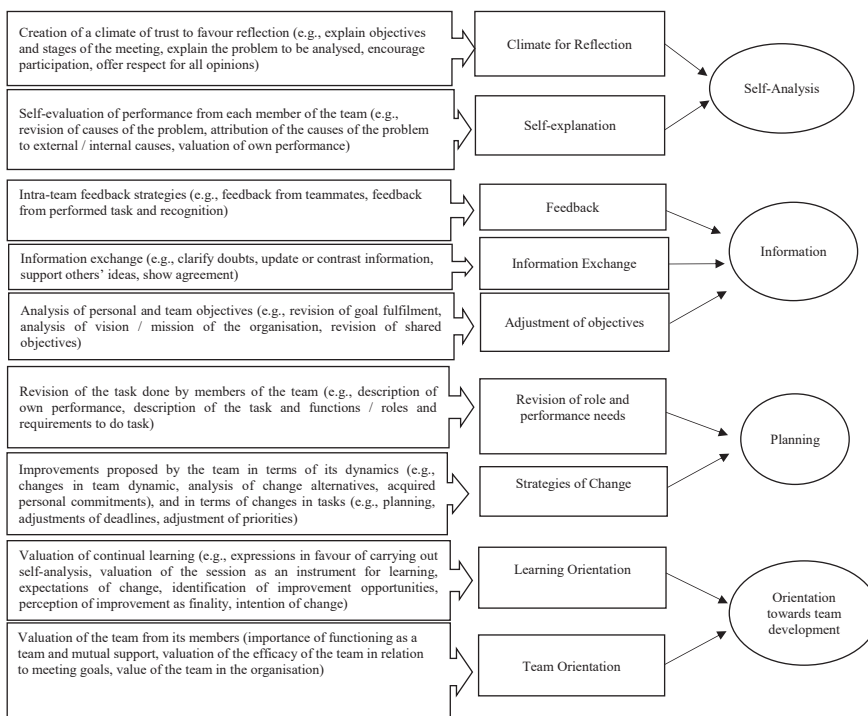 Creation of a climate of trust to favour reflection (e.g., explain objectives
and stages of the meeting, explain the problem to be analysed, encourage
participation, offer respect for all opinions)
Climate for Reflection
Self-Analysis
Self-evaluation of performance from each member of the team (e.g.,
revision of causes of the problem, attribution of the causes of the problem
to external / internal causes, valuation of own performance)
Self-explanation
Intra-team feedback strategies (e.g., feedback from teammates, feedback
from performed task and recognition)
Feedback
Information exchange (e.g., clarify doubts, update or contrast information,
support others' ideas, show agreement)
Information Exchange
Information
Analysis of personal and team objectives (e.g., revision of goal fulfilment,
analysis of vision / mission of the organisation, revision of shared
objectives)
Adjustment of objectives
Revision of the task done by members of the team (e.g., description of
own performance, description of the task and functions / roles and
requirements to do task)
Revision of role and
performance needs
Planning
Improvements proposed by the team in terms of its dynamics (e.g.,
changes in team dynamic, analysis of change alternatives, acquired
personal commitments), and in terms of changes in tasks (e.g., planning,
adjustments of deadlines, adjustment of priorities)
Strategies of Change
Valuation of continual learning (e.g., expressions in favour of carrying out
self-analysis, valuation of the session as an instrument for learning,
expectations of change, identification of improvement opportunities,
perception of improvement as finality, intention of change)
Learning Orientation
Orientation
towards team
development
Valuation of the team from its members (importance of functioning as a
team and mutual support, valuation of the efficacy of the team in relation
to meeting goals, value of the team in the organisation)
Team Orientation